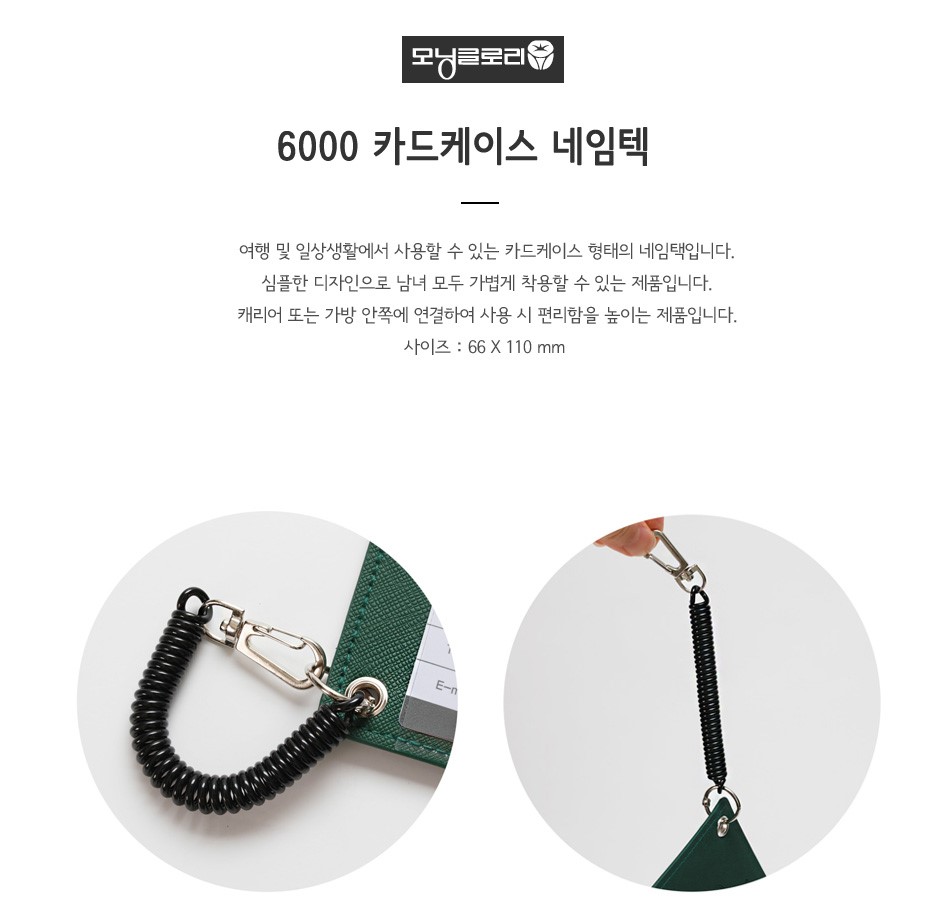 모닝글로리
6000 카드케이스 네임텍
여행 및 일상생활에서 사용할 수 있는 카드케이스 형태의 네임택입니다.
심플한 디자인으로 남녀 모두 가볍게 착용할 수 있는 제품입니다.
캐리어 또는 가방 안쪽에 연결하여 사용 시 편리함을 높이는 제품입니다.
사이즈 : 66 X 110 mm